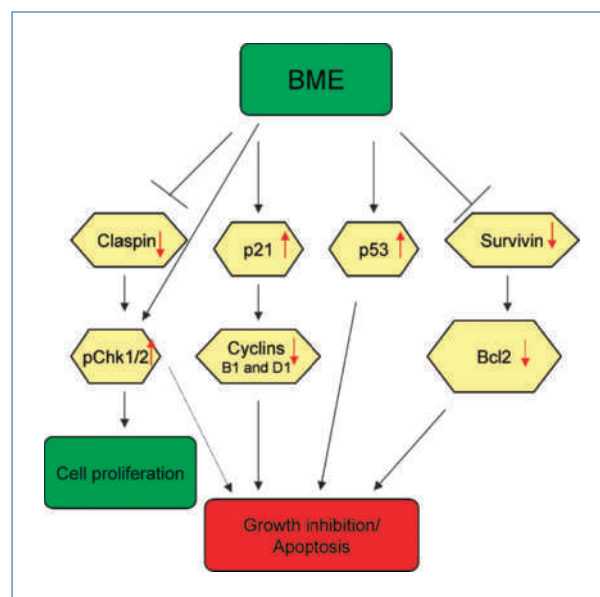 BME
Claspin
p21
p53
Survivin
pChk1/2
Cyclins
B1 and D1
Bcl2
Cell proliferation
Growth inhibition/
Apoptosis